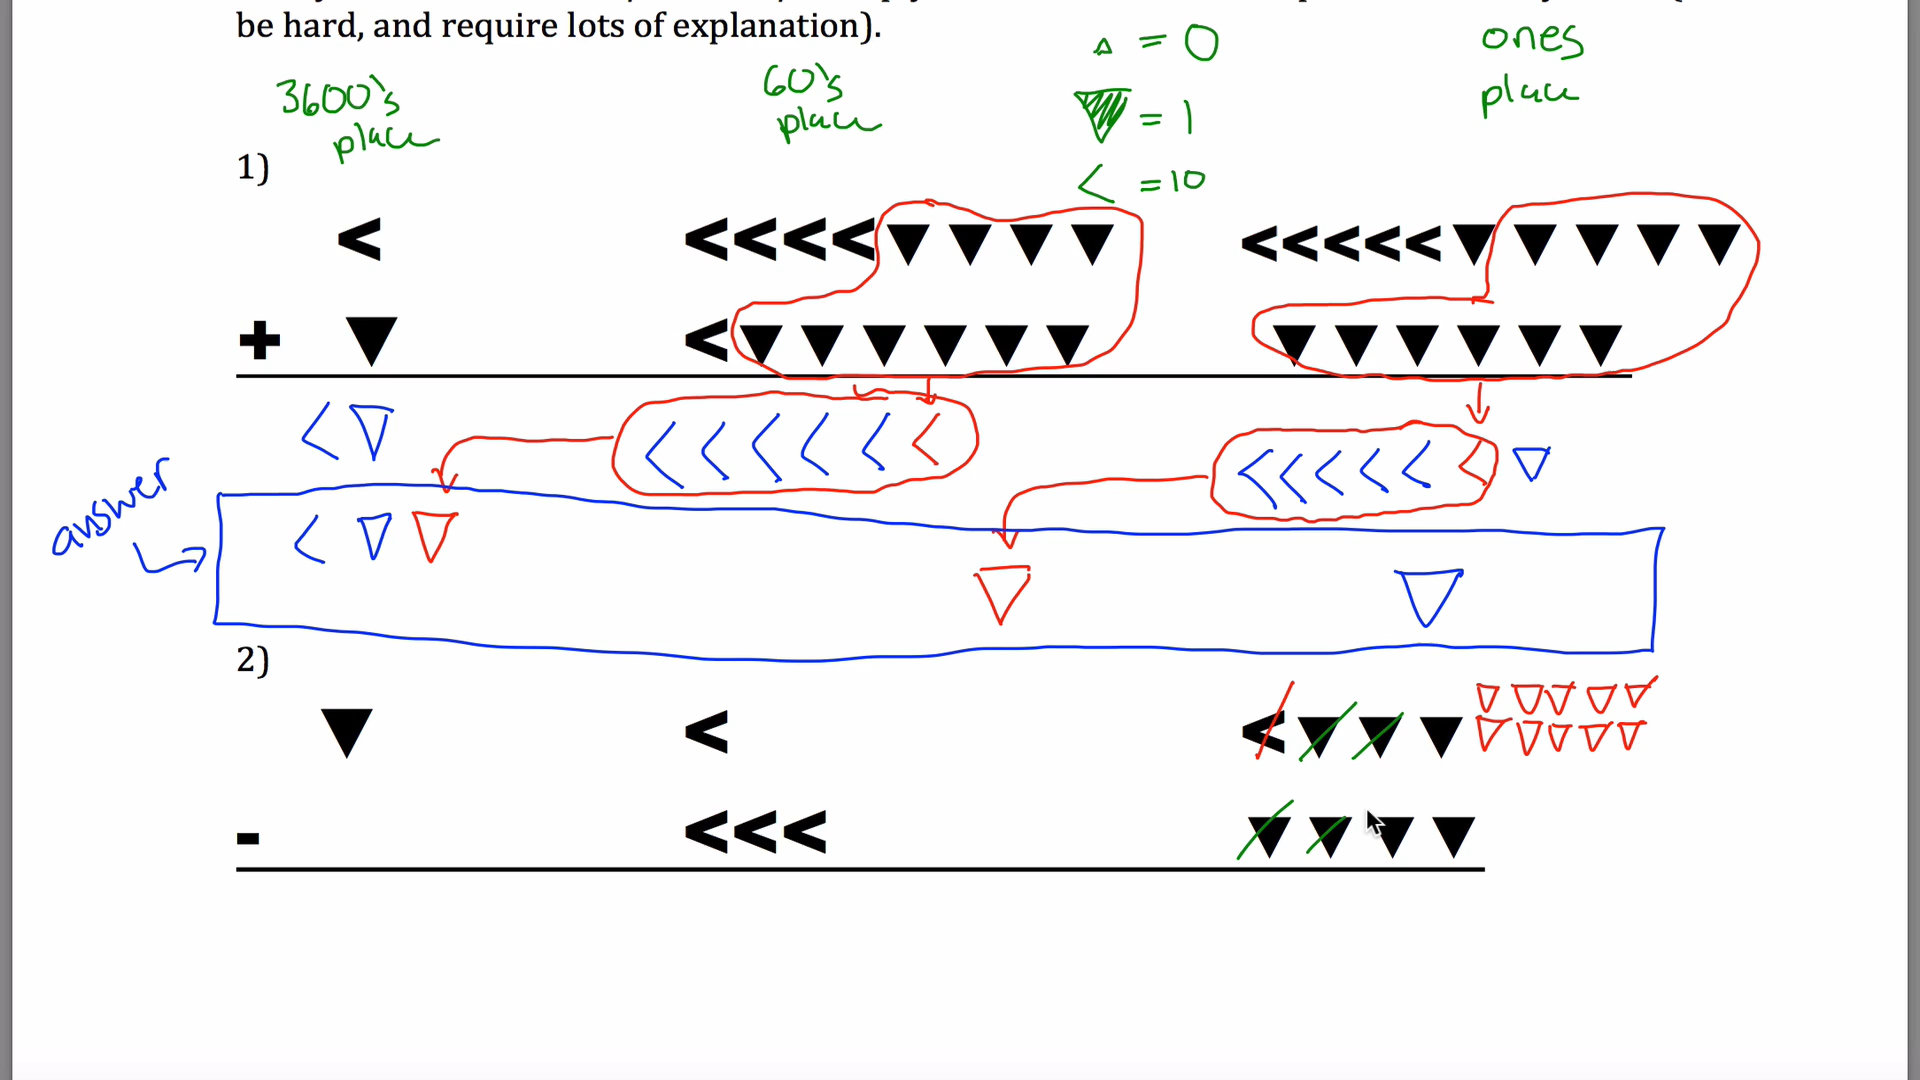 be hard, and require lots of explanation).
3600's
place
60's
place
▵ = 0
▼ = 1
< = 10
ones
place
1)
< <<<<▼▼▼▼ <<<<<▼▼▼▼▼
+ ▼ <▼▼▼▼▼▼ ▼▼▼▼▼▼
<▽ <<<<<< <<<<<<▽
answer
<▽▽ ▽ ▽
2)
▼ < <▼▼▼ ▽▽▽▽▽▽▽▽▽▽
- <<< ▼▼▼▼